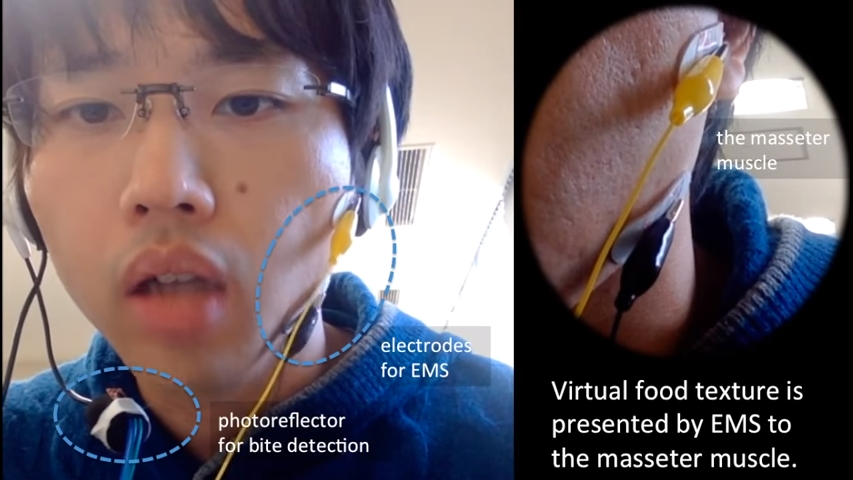 electrodes
for EMS
photoreflector
for bite detection
the masseter
muscle
Virtual food texture is
presented by EMS to
the masseter muscle.